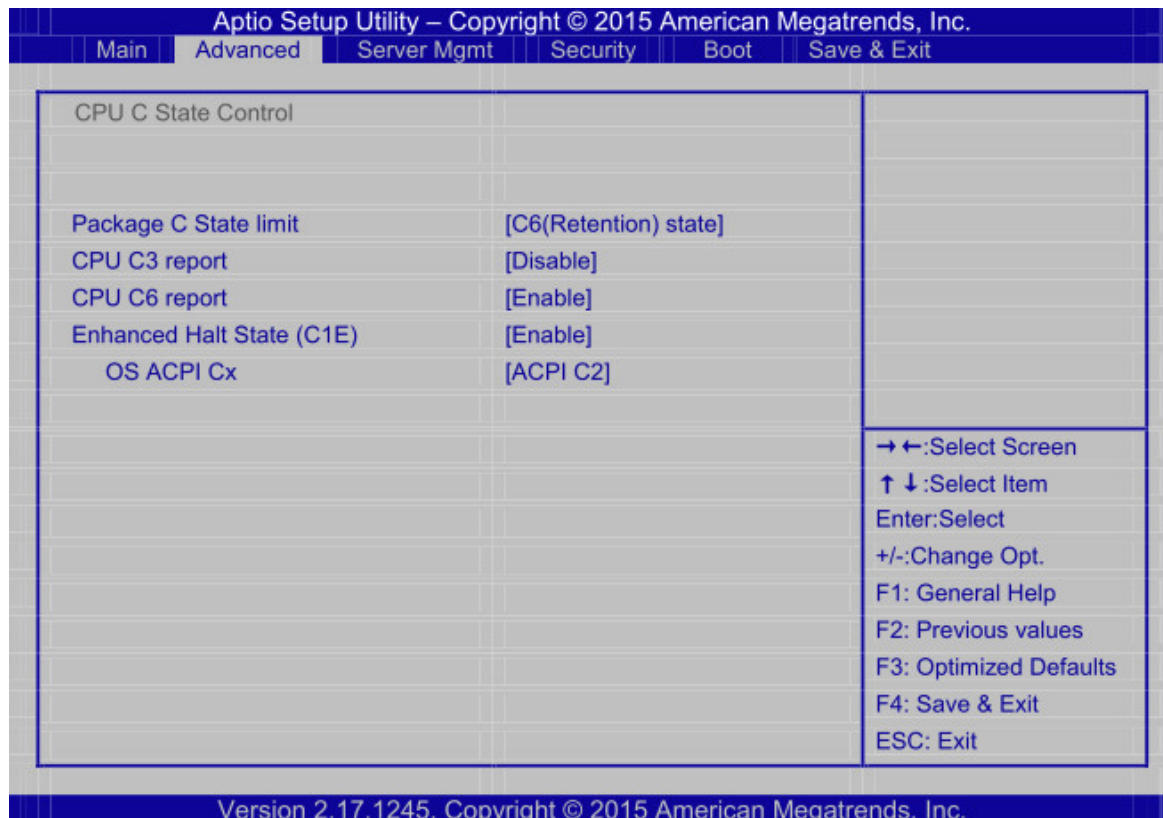 Aptio Setup Utility – Copyright © 2015 American Megatrends, Inc.
Main Advanced Server Mgmt Security Boot Save & Exit
CPU C State Control
Package C State limit [C6(Retention) state]
CPU C3 report [Disable]
CPU C6 report [Enable]
Enhanced Halt State (C1E) [Enable]
OS ACPI Cx [ACPI C2]
→←:Select Screen
↑↓:Select Item
Enter:Select
+/-:Change Opt.
F1: General Help
F2: Previous values
F3: Optimized Defaults
F4: Save & Exit
ESC: Exit
Version 2.17.1245. Copyright © 2015 American Megatrends, Inc.